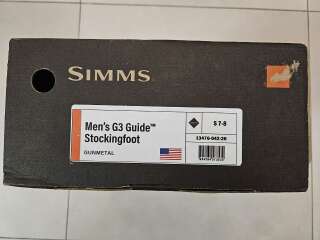 SIMMS
Men's G3 Guide™
Stockingfoot
GUNMETAL
S 7-8